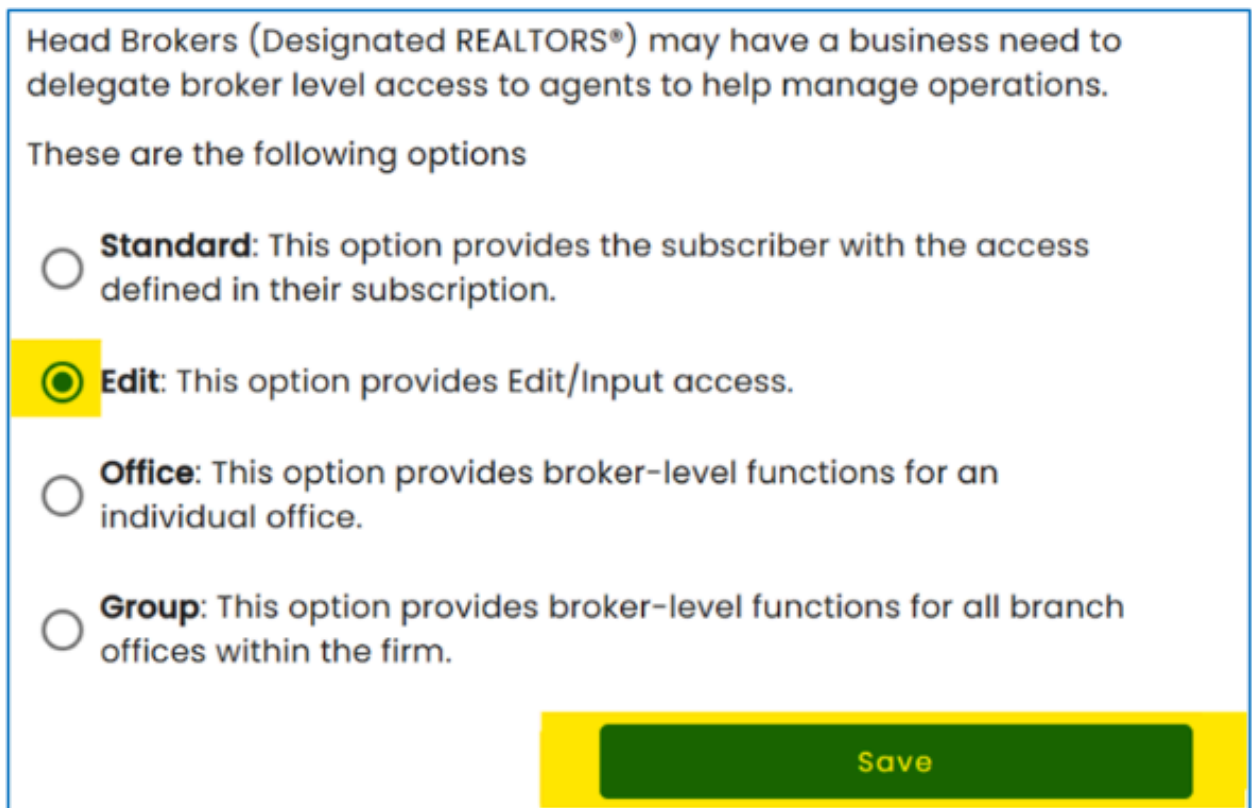 Head Brokers (Designated REALTORS®) may have a business need to
delegate broker level access to agents to help manage operations.
These are the following options
Standard: This option provides the subscriber with the access
defined in their subscription.
Edit: This option provides Edit/Input access.
Office: This option provides broker-level functions for an
individual office.
Group: This option provides broker-level functions for all branch
offices within the firm.
Save